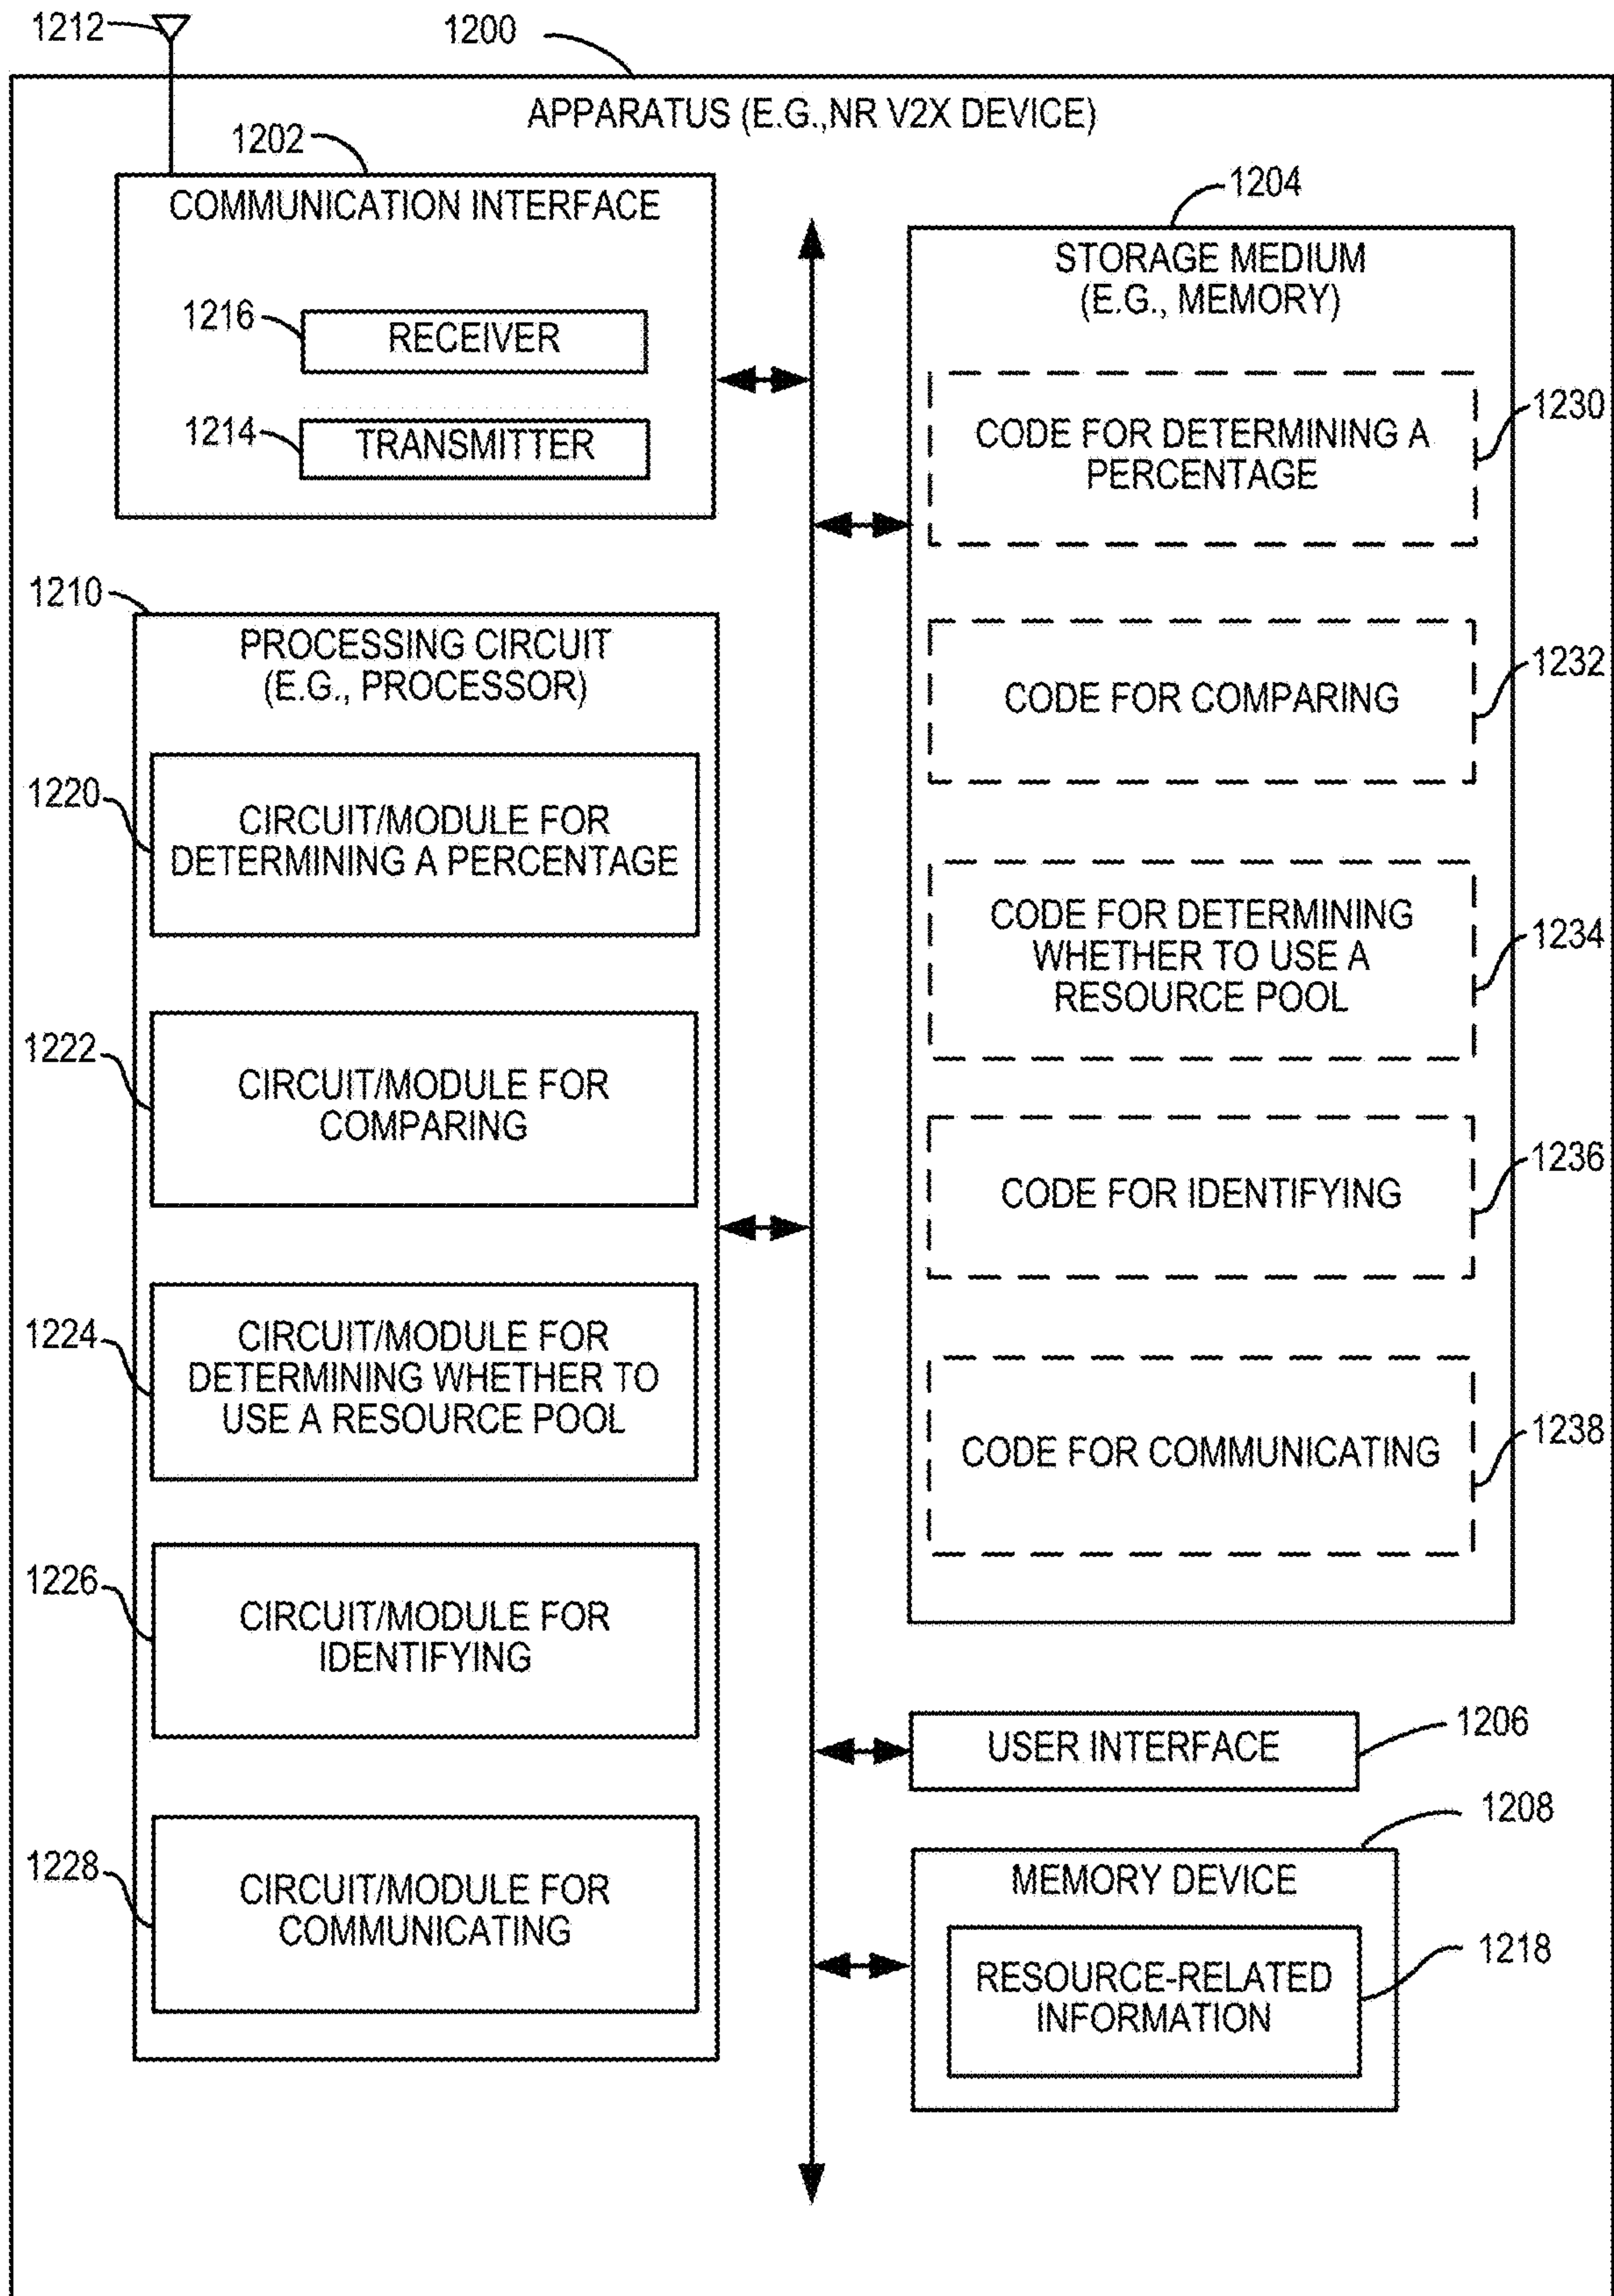 1212
1200
APPARATUS (E.G.,NR V2X DEVICE)
1202
COMMUNICATION INTERFACE
1216
RECEIVER
1214
TRANSMITTER
1210
PROCESSING CIRCUIT
(E.G., PROCESSOR)
1220
CIRCUIT/MODULE FOR
DETERMINING A PERCENTAGE
1222
CIRCUIT/MODULE FOR
COMPARING
1224
CIRCUIT/MODULE FOR
DETERMINING WHETHER TO
USE A RESOURCE POOL
1226
CIRCUIT/MODULE FOR
IDENTIFYING
1228
CIRCUIT/MODULE FOR
COMMUNICATING
1204
STORAGE MEDIUM
(E.G., MEMORY)
1230
CODE FOR DETERMINING A
PERCENTAGE
1232
CODE FOR COMPARING
CODE FOR DETERMINING
WHETHER TO USE A
RESOURCE POOL
1234
1236
CODE FOR IDENTIFYING
1238
CODE FOR COMMUNICATING
1206
USER INTERFACE
1208
MEMORY DEVICE
1218
RESOURCE-RELATED
INFORMATION